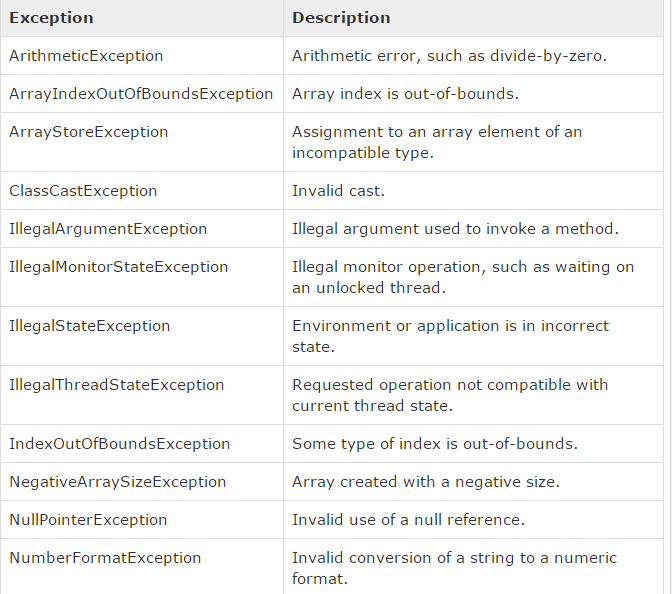 Exception Description
ArithmeticException Arithmetic error, such as divide-by-zero.
ArrayIndexOutOfBoundsException Array index is out-of-bounds.
ArrayStoreException Assignment to an array element of an
incompatible type.
ClassCastException Invalid cast.
IllegalArgumentException Illegal argument used to invoke a method.
IllegalMonitorStateException Illegal monitor operation, such as waiting on
an unlocked thread.
IllegalStateException Environment or application is in incorrect
state.
IllegalThreadStateException Requested operation not compatible with
current thread state.
IndexOutOfBoundsException Some type of index is out-of-bounds.
NegativeArraySizeException Array created with a negative size.
NullPointerException Invalid use of a null reference.
NumberFormatException Invalid conversion of a string to a numeric
format.